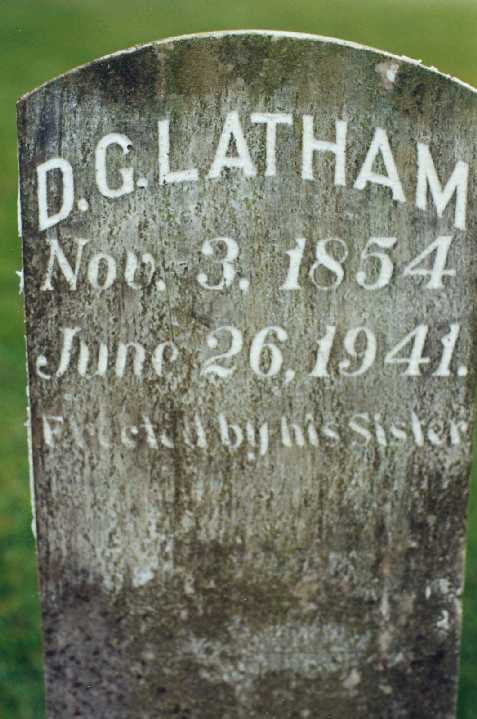 D.G. LATHAM
Nov. 3, 1854
June 26, 1941.
Erected by his Sister